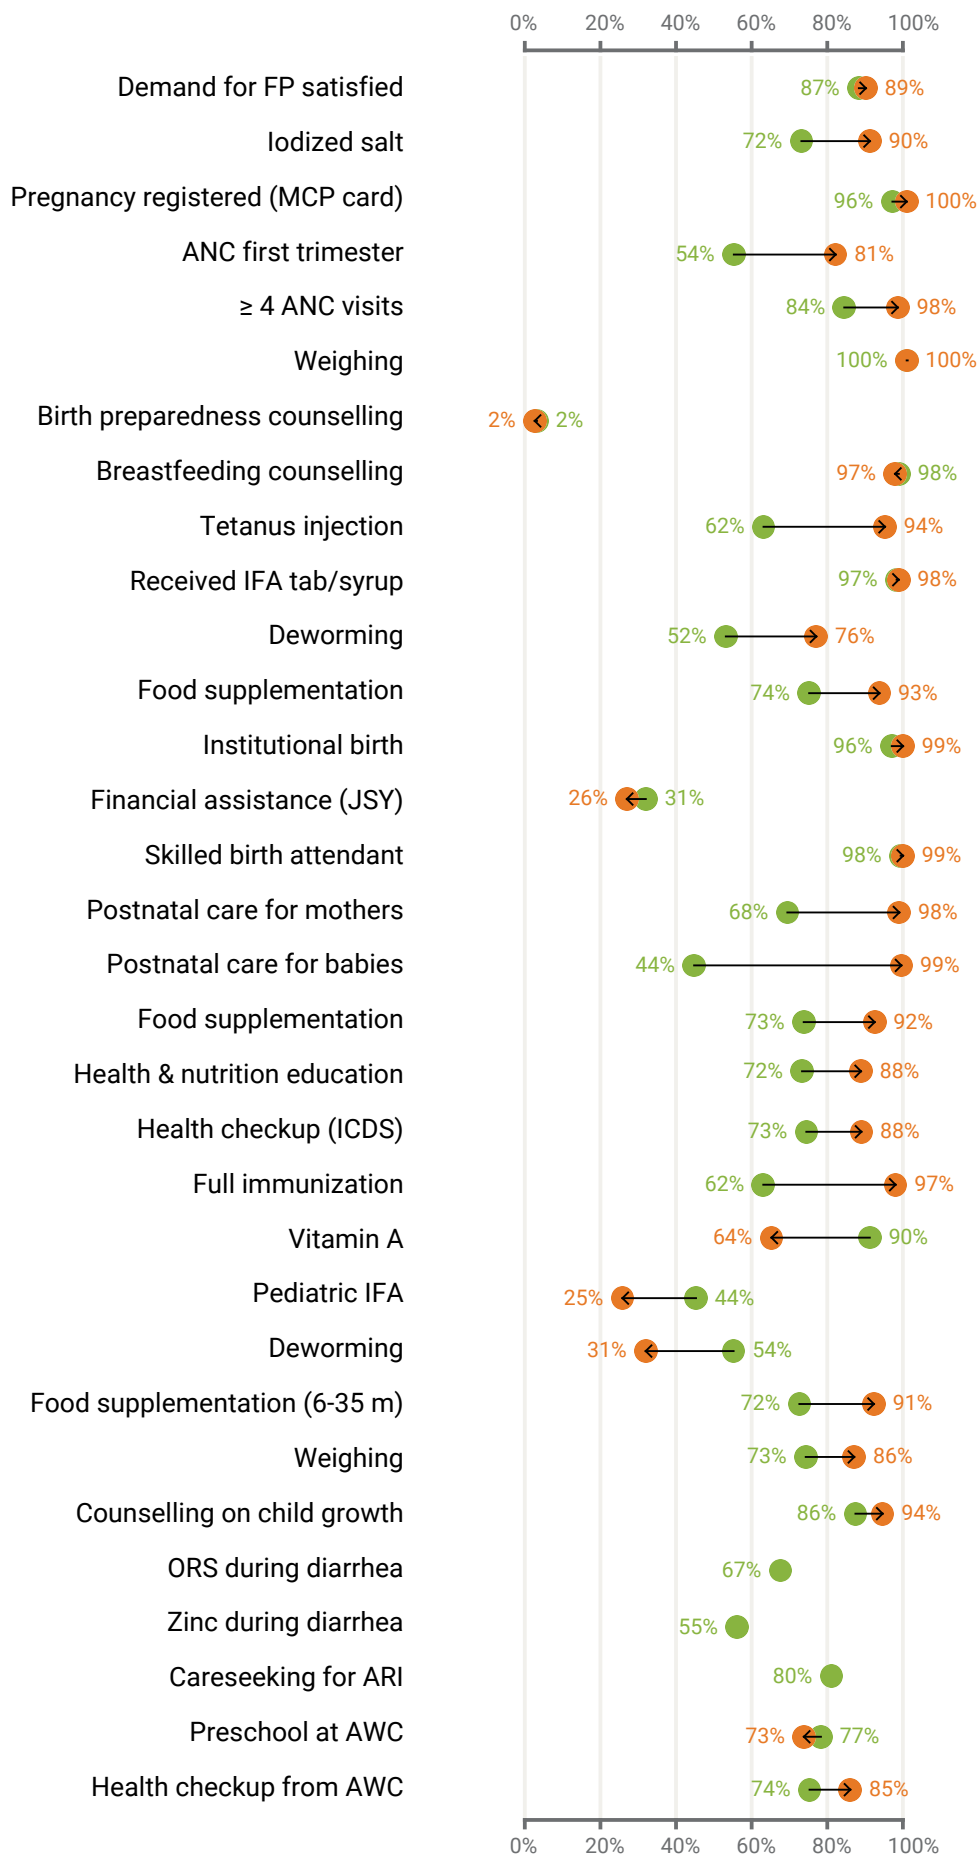 0% 20% 40% 60% 80% 100%
Demand for FP satisfied 87% 89%
Iodized salt 72% 90%
Pregnancy registered (MCP card) 96% 100%
ANC first trimester 54% 81%
≥ 4 ANC visits 84% 98%
Weighing 100% 100%
Birth preparedness counselling 2% 2%
Breastfeeding counselling 97% 98%
Tetanus injection 62% 94%
Received IFA tab/syrup 97% 98%
Deworming 52% 76%
Food supplementation 74% 93%
Institutional birth 96% 99%
Financial assistance (JSY) 26% 31%
Skilled birth attendant 98% 99%
Postnatal care for mothers 68% 98%
Postnatal care for babies 44% 99%
Food supplementation 73% 92%
Health & nutrition education 72% 88%
Health checkup (ICDS) 73% 88%
Full immunization 62% 97%
Vitamin A 64% 90%
Pediatric IFA 25% 44%
Deworming 31% 54%
Food supplementation (6-35 m) 72% 91%
Weighing 73% 86%
Counselling on child growth 86% 94%
ORS during diarrhea 67%
Zinc during diarrhea 55%
Careseeking for ARI 80%
Preschool at AWC 73% 77%
Health checkup from AWC 74% 85%
0% 20% 40% 60% 80% 100%